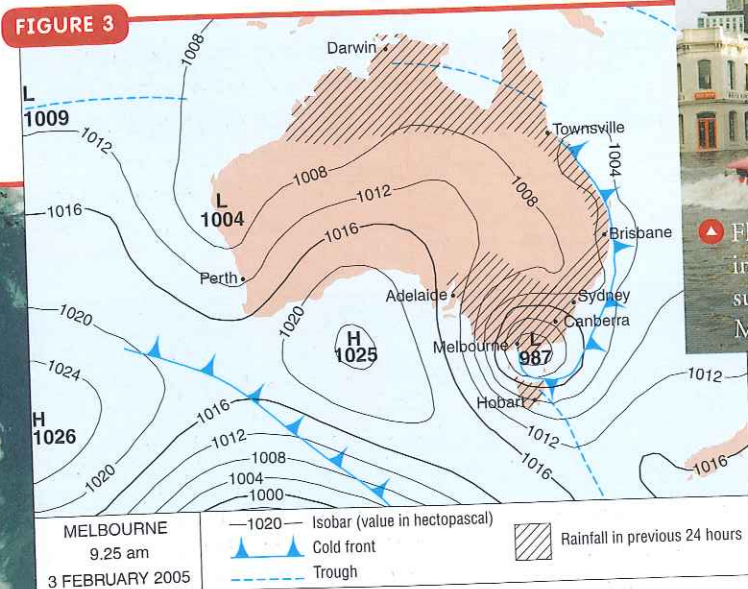 FIGURE 3
1008
Darwin
L
1009
1012
Townsville
1004
1008
1012
1008
L
1004
1016
1016
Brisbane
Perth
Adelaide
Sydney
Canberra
1020
1020
H
1025
Melbourne
L
987
1024
Hobart
1012
H
1026
1016
1012
1012
1008
1016
1016
1020
1004
1000
MELBOURNE
9.25 am
3 FEBRUARY 2005
1020 Isobar (value in hectopascal)
Cold front
Trough
Rainfall in previous 24 hours
Fl
in
su
M